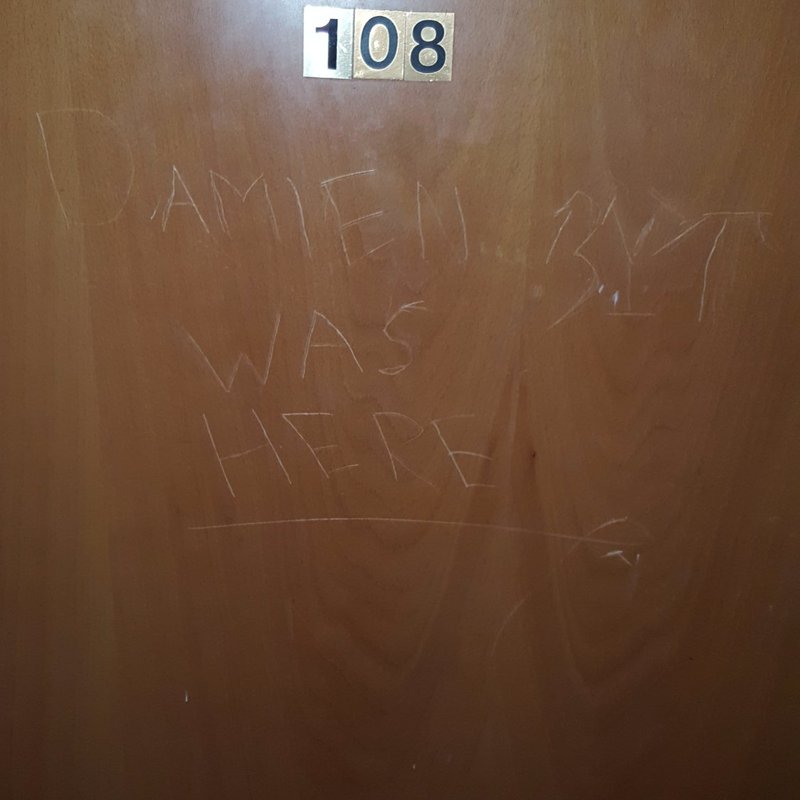 108
DAMIEN
WAS
HERE